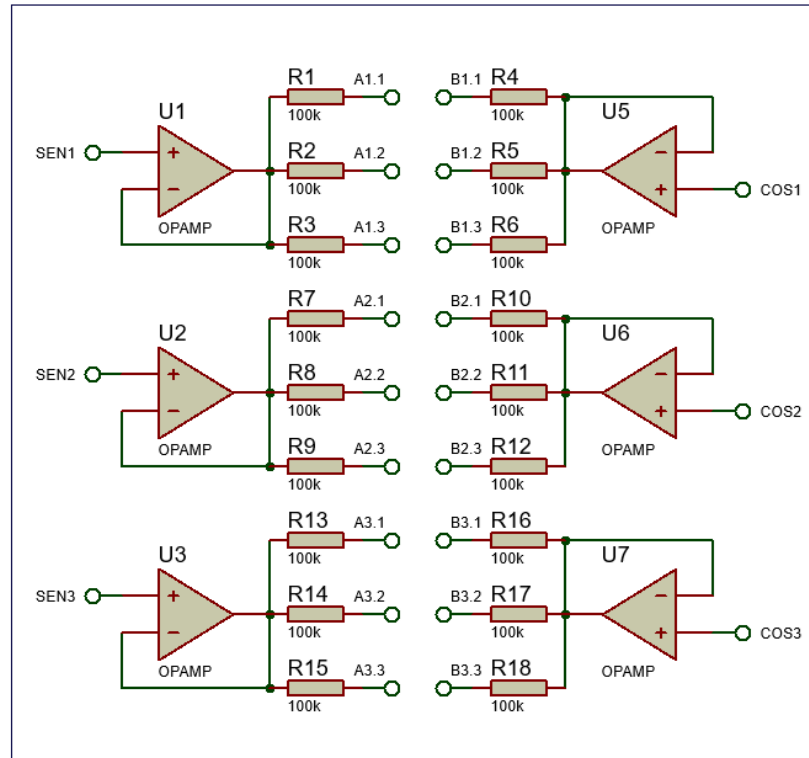 R1
A1.1
B1.1
R4
U1
100k
100k
U5
SEN1
+
R2
A1.2
B1.2
R5
−
−
100k
100k
+
COS1
R3
A1.3
B1.3
R6
OPAMP
100k
100k
OPAMP
R7
A2.1
B2.1
R10
U2
100k
100k
U6
SEN2
+
R8
A2.2
B2.2
R11
−
−
100k
100k
+
COS2
R9
A2.3
B2.3
R12
OPAMP
100k
100k
OPAMP
R13
A3.1
B3.1
R16
U3
100k
100k
U7
SEN3
+
R14
A3.2
B3.2
R17
−
−
100k
100k
+
COS3
R15
A3.3
B3.3
R18
OPAMP
100k
100k
OPAMP